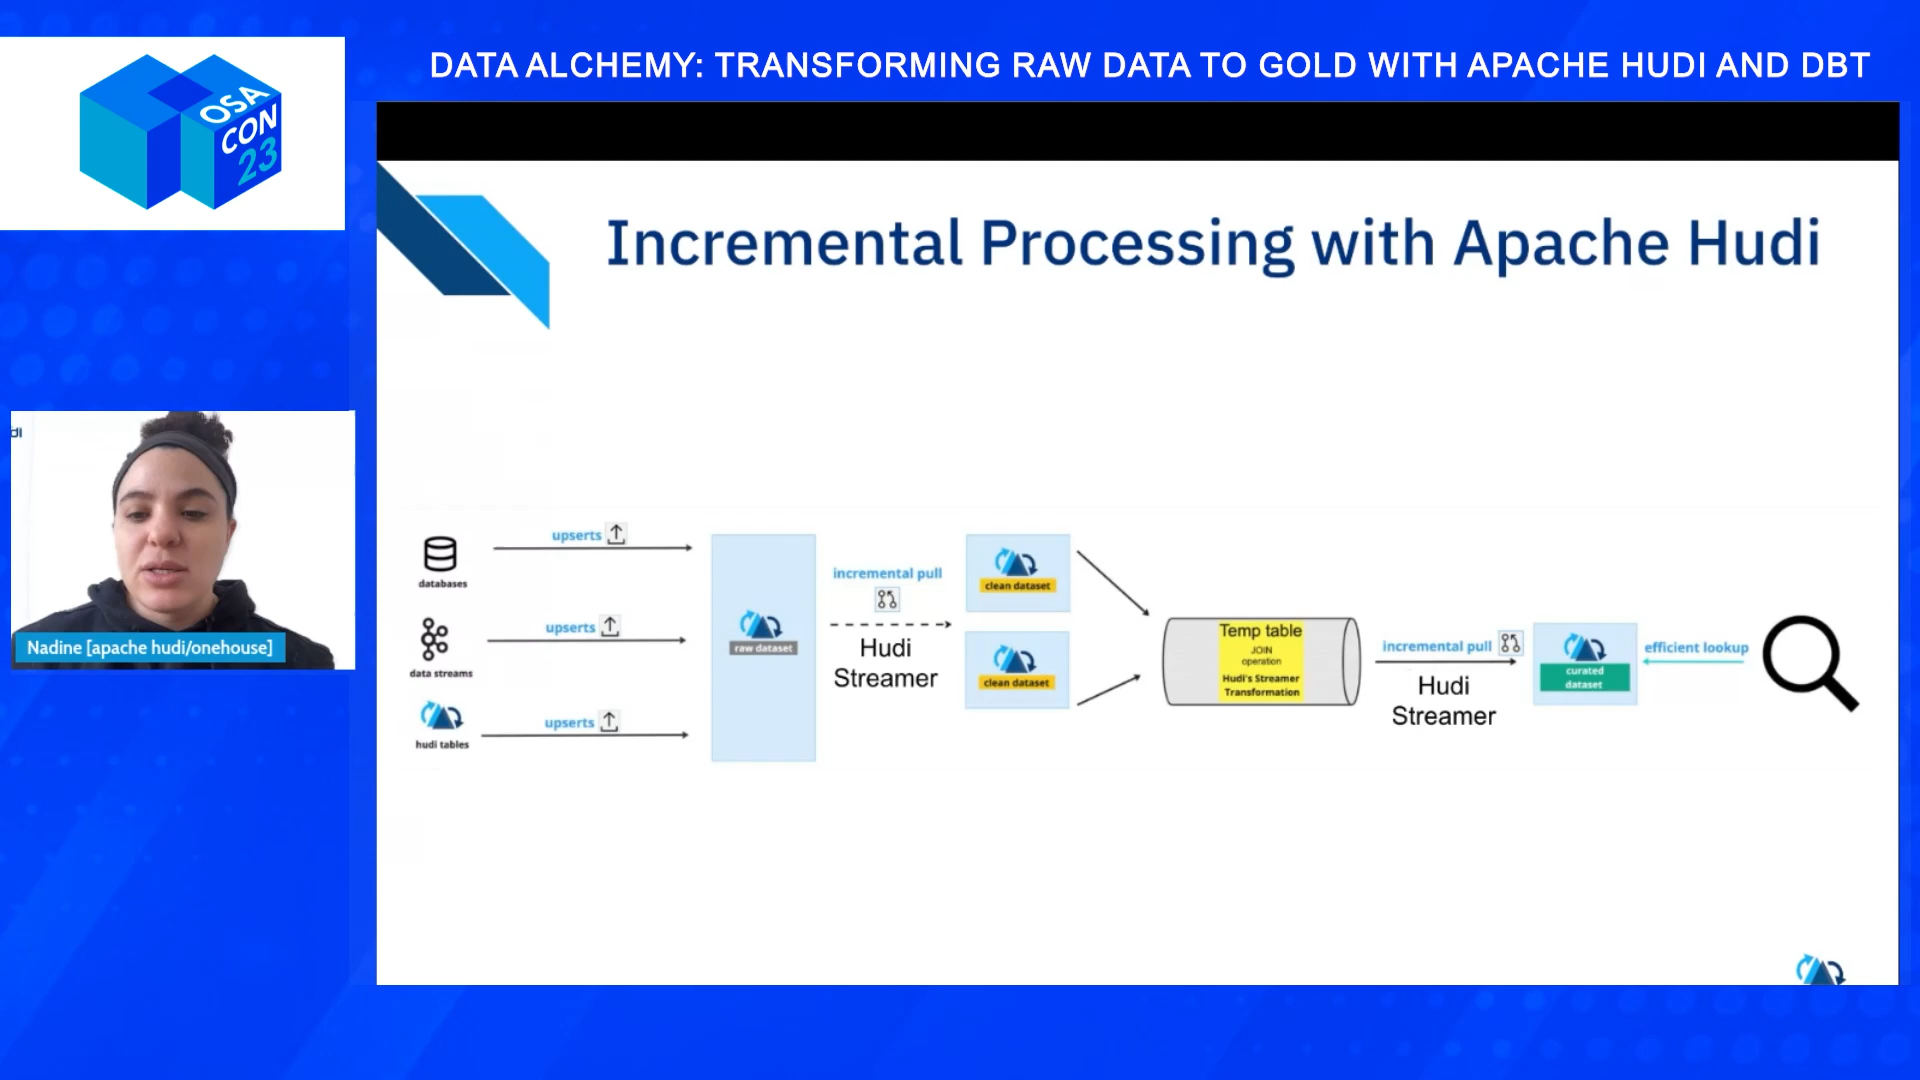 DATA ALCHEMY: TRANSFORMING RAW DATA TO GOLD WITH APACHE HUDI AND DBT
OSA
CON
23
Incremental Processing with Apache Hudi
di
Nadine [apache hudi/onehouse]
databases
upserts
data streams
upserts
hudi tables
upserts
raw dataset
incremental pull
Hudi
Streamer
clean dataset
clean dataset
Temp table
JOIN
operation
Hudi's Streamer
Transformation
incremental pull
Hudi
Streamer
curated
dataset
efficient lookup